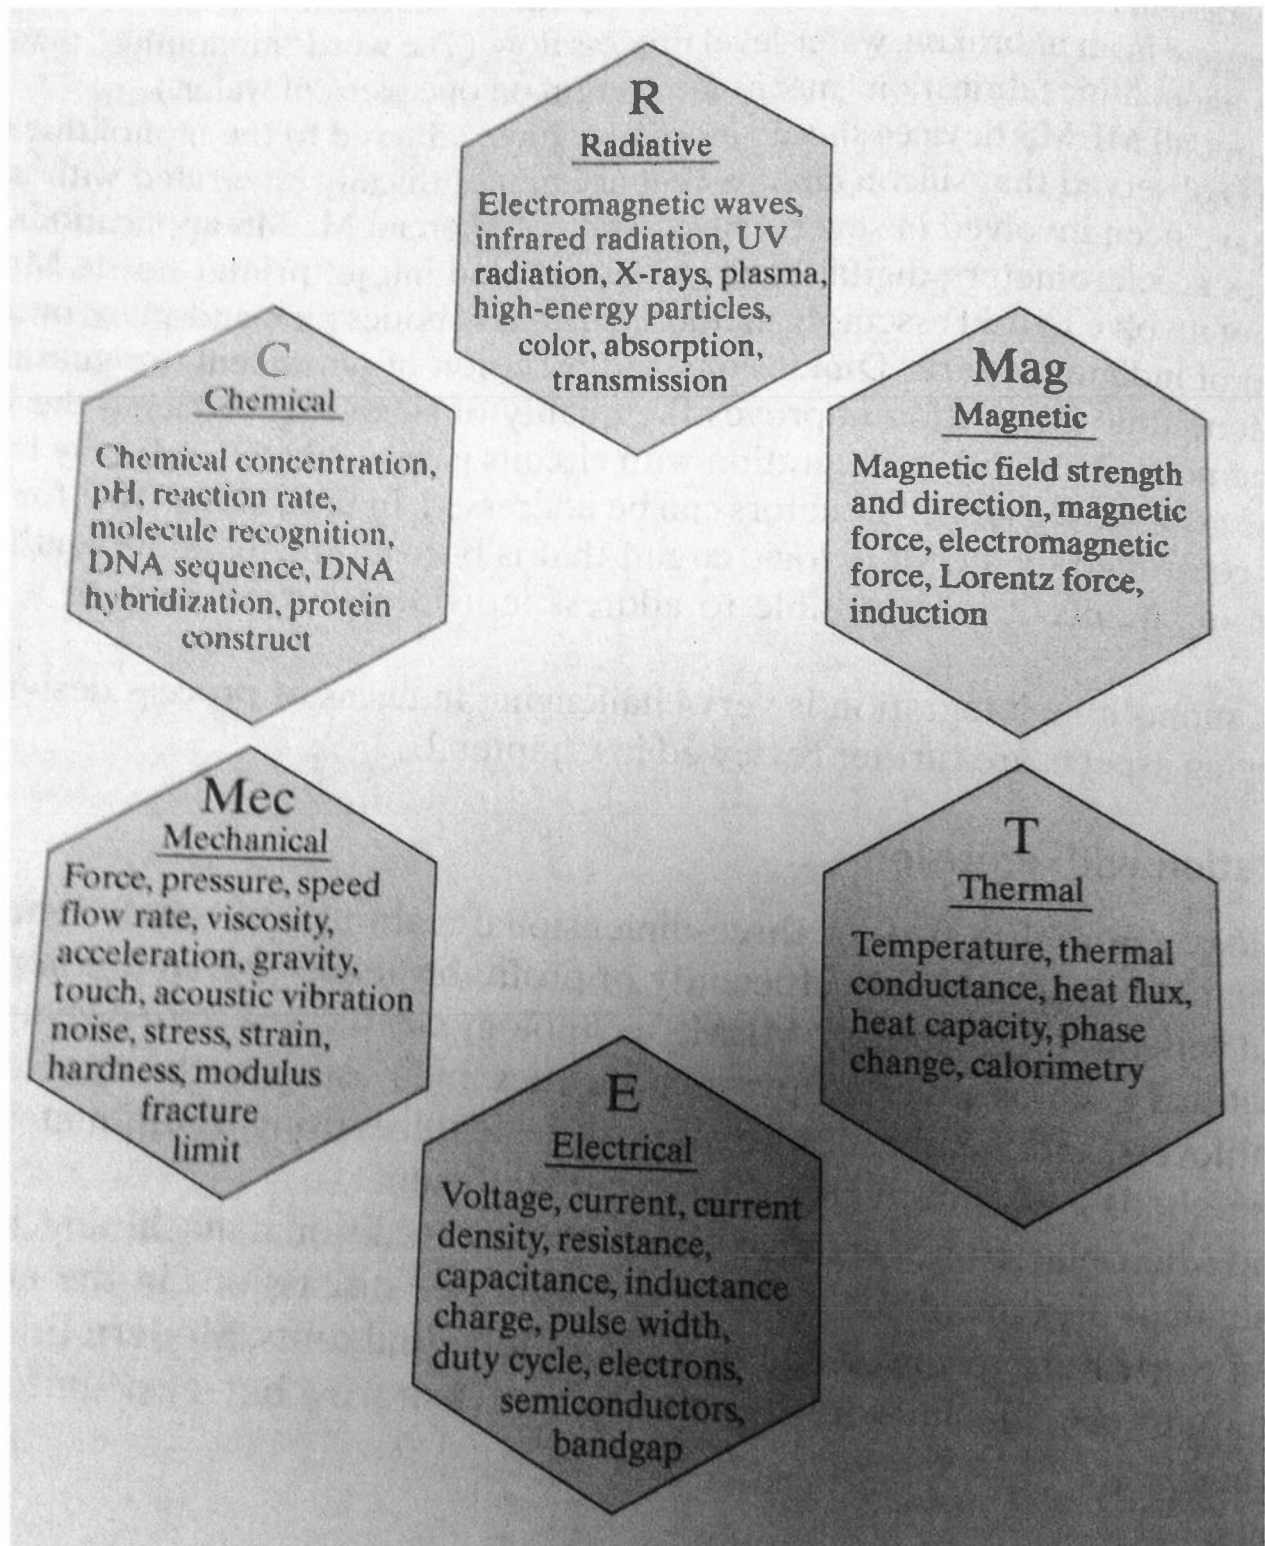 R
Radiative
Electromagnetic waves,
infrared radiation, UV
radiation, X-rays, plasma,
high-energy particles,
color, absorption,
transmission
C
Chemical
Chemical concentration,
pH, reaction rate,
molecule recognition,
DNA sequence, DNA
hybridization, protein
construct
Mag
Magnetic
Magnetic field strength
and direction, magnetic
force, electromagnetic
force, Lorentz force,
induction
Mec
Mechanical
Force, pressure, speed
flow rate, viscosity,
acceleration, gravity,
touch, acoustic vibration
noise, stress, strain,
hardness, modulus
fracture
limit
T
Thermal
Temperature, thermal
conductance, heat flux,
heat capacity, phase
change, calorimetry
E
Electrical
Voltage, current, current
density, resistance,
capacitance, inductance
charge, pulse width,
duty cycle, electrons,
semiconductors,
bandgap